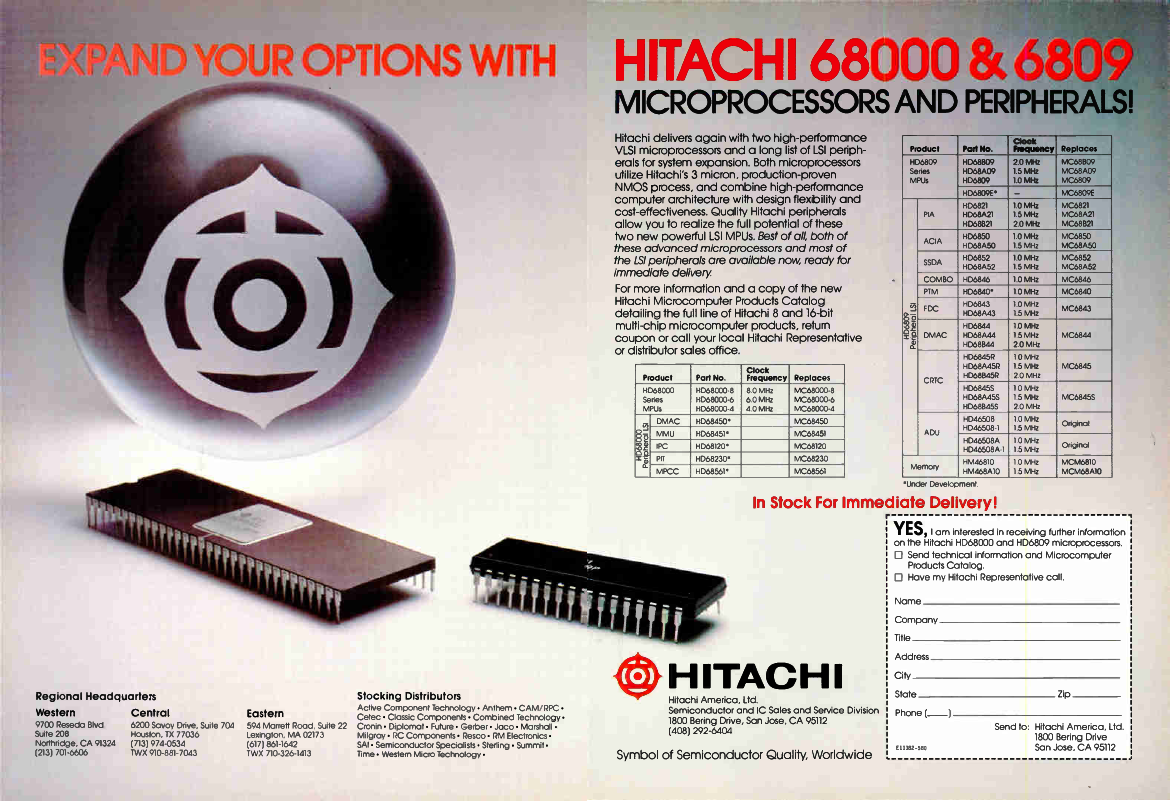 EXPAND YOUR OPTIONS WITH
HITACHI 68000 & 6809
MICROPROCESSORS AND PERIPHERALS!
Hitachi delivers again with two high-performance
VLSI microprocessors and a long list of LSI periph-
erals for system expansion. Both microprocessors
utilize Hitachi's 3 micron, production-proven
NMOS process, and combine high-performance
computer architecture with design flexibility and
cost-effectiveness. Quality Hitachi peripherals
allow you to realize the full potential of these
two new powerful LSI MPUs. Best of all, both of
these advanced microprocessors and most of
the LSI peripherals are available now, ready for
immediate delivery.
For more information and a copy of the new
Hitachi Microcomputer Products Catalog
detailing the full line of Hitachi 8 and 16-bit
multi-chip microcomputer products, return
coupon or call your local Hitachi Representative
or distributor sales office.
Product Part No. Clock Frequency Replaces
HD68000 HD68000-8 8.0 MHz MC68000-8
Series HD68000-6 6.0 MHz MC68000-6
MPUs HD68000-4 4.0 MHz MC68000-4
HD68000 Peripheral LSI
DMAC HD68450* MC68450
MMU HD68451* MC68451
IPC HD68120* MC68120
PIT HD68230* MC68230
MPCC HD68561* MC68561
Product Part No. Clock Frequency Replaces
HD6809 HD68B09 2.0 MHz MC68B09
Series HD68A09 1.5 MHz MC68A09
MPUs HD6809 1.0 MHz MC6809
HD6809E* – MC6809E
HD6809 Peripheral LSI
HD6821 1.0 MHz MC6821
PIA HD68A21 1.5 MHz MC68A21
HD68B21 2.0 MHz MC68B21
ACIA HD6850 1.0 MHz MC6850
HD68A50 1.5 MHz MC68A50
SSDA HD6852 1.0 MHz MC6852
HD68A52 1.5 MHz MC68A52
COMBO HD6846 1.0 MHz MC6846
PTM HD6840* 1.0 MHz MC6840
FDC HD6843 1.0 MHz MC6843
HD68A43 1.5 MHz
HD6844 1.0 MHz
DMAC HD68A44 1.5 MHz MC6844
HD68B44 2.0 MHz
CRTC
HD6845R 1.0 MHz
HD68A45R 1.5 MHz MC6845
HD68B45R 2.0 MHz
HD6845S 1.0 MHz
HD68A45S 1.5 MHz MC6845S
HD68B45S 2.0 MHz
ADU
HD46508 1.0 MHz Original
HD46508-1 1.5 MHz
HD46508A 1.0 MHz Original
HD46508A-1 1.5 MHz
Memory HM46810 1.0 MHz MCM6810
HM468A10 1.5 MHz MCM68A10
*Under Development.
In Stock For Immediate Delivery!
YES, I am interested in receiving further information
on the Hitachi HD68000 and HD6809 microprocessors.
☐ Send technical information and Microcomputer
Products Catalog.
☐ Have my Hitachi Representative call.
Name
Company
Title
Address
City
State Zip
Phone ( )
Send to: Hitachi America, Ltd.
1800 Bering Drive
San Jose, CA 95112
E11382-500
HITACHI
Hitachi America, Ltd.
Semiconductor and IC Sales and Service Division
1800 Bering Drive, San Jose, CA 95112
(408) 292-6404
Symbol of Semiconductor Quality, Worldwide
Regional Headquarters
Western
9700 Reseda Blvd.
Suite 208
Northridge, CA 91324
(213) 701-6606
Central
6200 Savoy Drive, Suite 704
Houston, TX 77036
(713) 974-0534
TWX 910-881-7043
Eastern
594 Marrett Road, Suite 22
Lexington, MA 02173
(617) 861-1642
TWX 710-326-1413
Stocking Distributors
Active Component Technology • Anthem • CAM/RPC •
Cetec • Classic Components • Combined Technology •
Cronin • Diplomat • Future • Gerber • Jaco • Marshall •
Milgray • RC Components • Resco • RM Electronics •
SAI • Semiconductor Specialists • Sterling • Summit •
Time • Western Micro Technology •